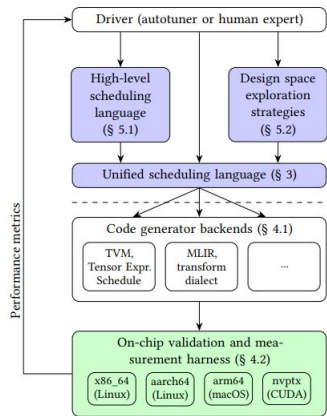 Driver (autotuner or human expert)
High-level
scheduling
language
(§ 5.1)
Design space
exploration
strategies
(§ 5.2)
Unified scheduling language (§ 3)
Code generator backends (§ 4.1)
TVM,
Tensor Expr.
Schedule
MLIR,
transform
dialect
...
On-chip validation and mea-
surement harness (§ 4.2)
x86_64
(Linux)
aarch64
(Linux)
arm64
(macOS)
nvptx
(CUDA)
Performance metrics